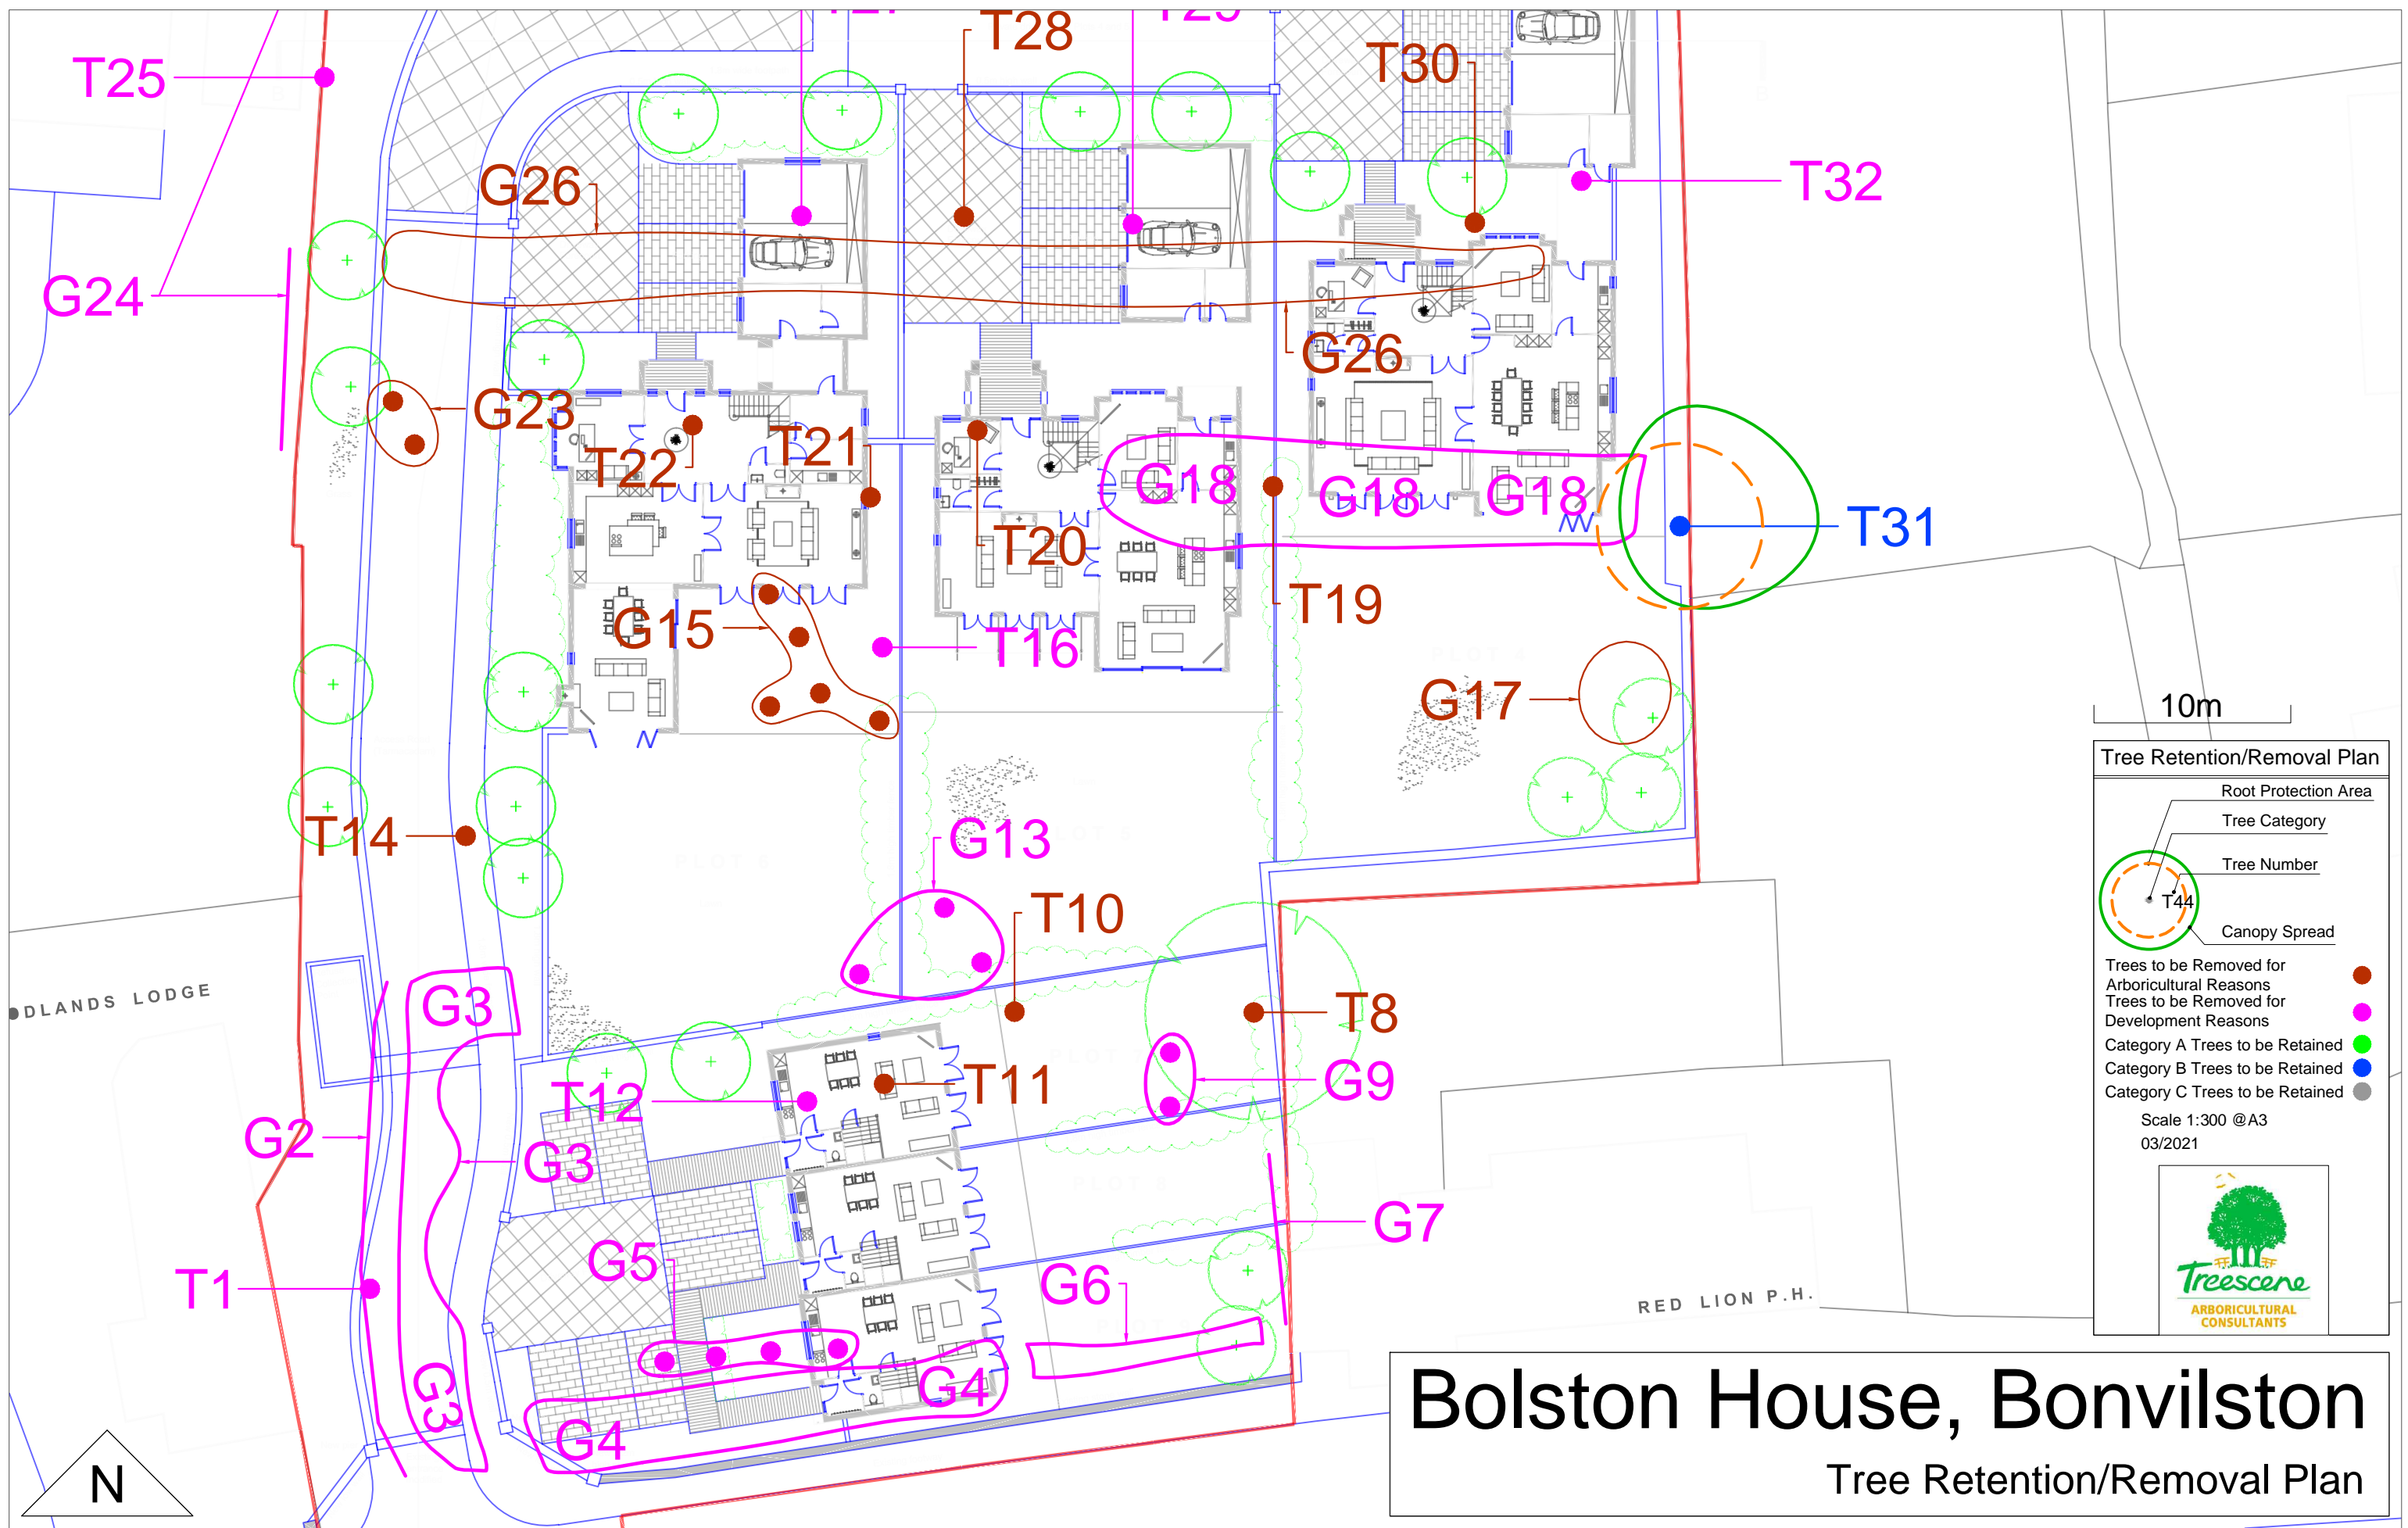 T28
T25
T30
G26
T32
G24
G26
G23
T22
T21
G18
G18
G18
T31
T20
G15
T16
T19
G17
10m
T14
G13
T10
T8
G3
T11
T12
G9
G2
G3
G7
G5
T1
G6
G3
G4
G4
DLANDS LODGE
RED LION P.H.
PLOT 4
PLOT 6
N
Tree Retention/Removal Plan
Root Protection Area
Tree Category
Tree Number
T44
Canopy Spread
Trees to be Removed for
Arboricultural Reasons
Trees to be Removed for
Development Reasons
Category A Trees to be Retained
Category B Trees to be Retained
Category C Trees to be Retained
Scale 1:300 @A3
03/2021
Treescene
ARBORICULTURAL
CONSULTANTS
Bolston House, Bonvilston
Tree Retention/Removal Plan